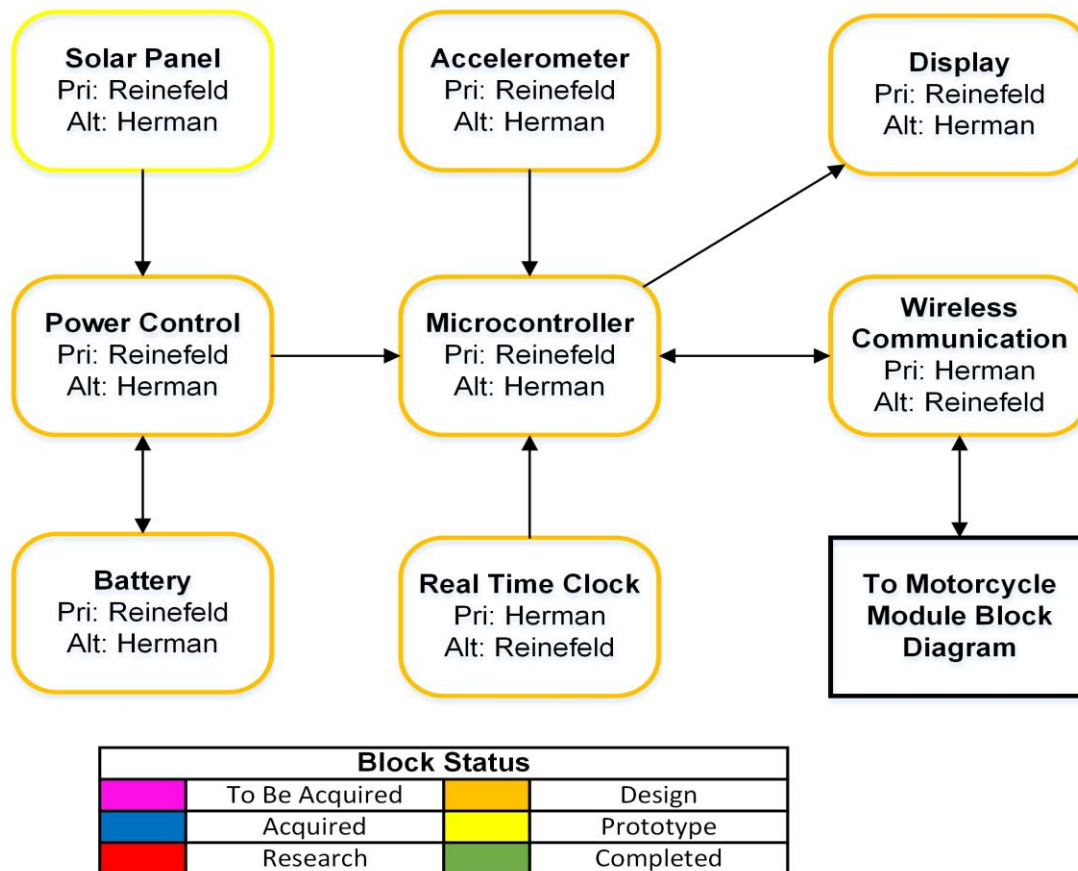 Solar Panel
Pri: Reinefeld
Alt: Herman
Accelerometer
Pri: Reinefeld
Alt: Herman
Display
Pri: Reinefeld
Alt: Herman
Power Control
Pri: Reinefeld
Alt: Herman
Microcontroller
Pri: Reinefeld
Alt: Herman
Wireless
Communication
Pri: Herman
Alt: Reinefeld
Battery
Pri: Reinefeld
Alt: Herman
Real Time Clock
Pri: Herman
Alt: Reinefeld
To Motorcycle
Module Block
Diagram
Block Status
To Be Acquired
Design
Acquired
Prototype
Research
Completed